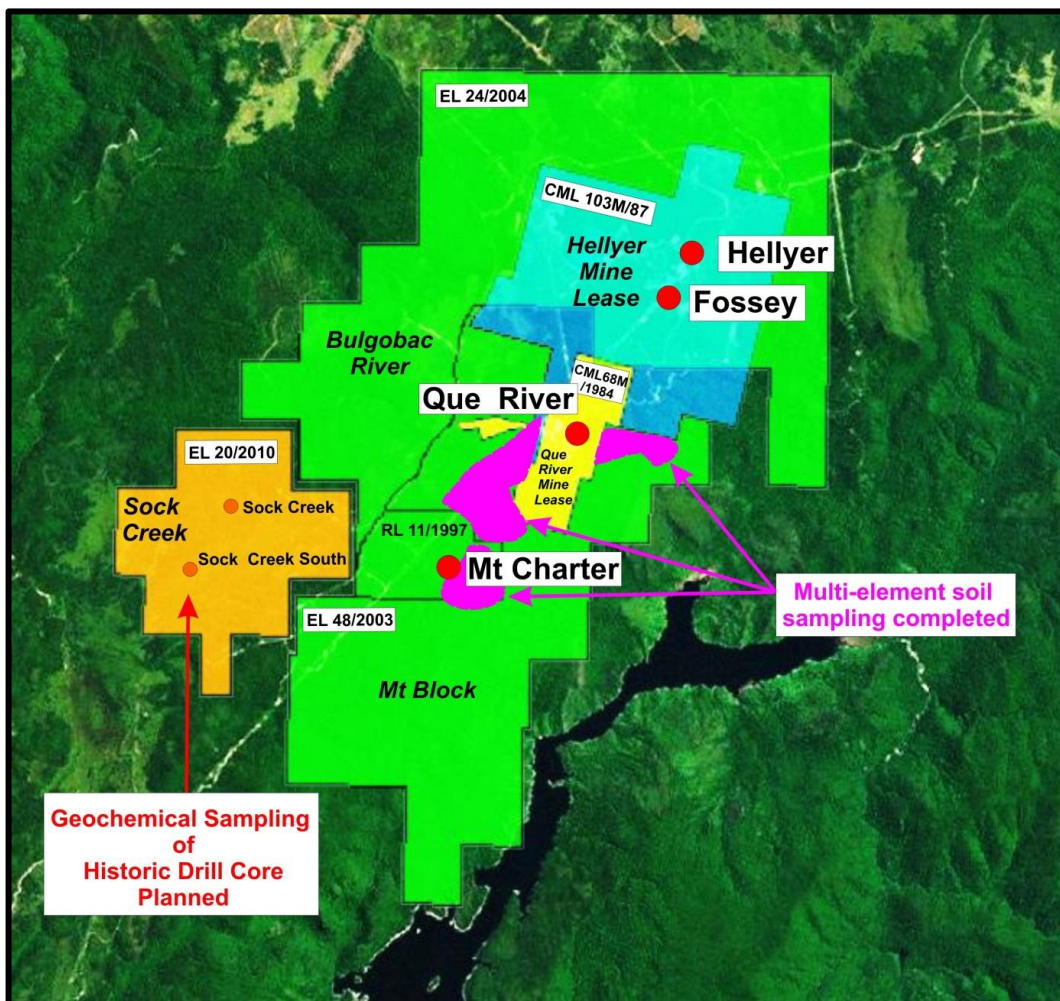 EL 24/2004
CML 103M/87
Hellyer
Mine
Lease
Hellyer
Fossey
Bulgobac
River
CML68M
/1984
Que River
Que
River
Mine
Lease
EL 20/2010
Sock
Creek
Sock Creek
Sock Creek South
RL 11/1997
Mt Charter
Multi-element soil
sampling completed
EL 48/2003
Mt Block
Geochemical Sampling
of
Historic Drill Core
Planned